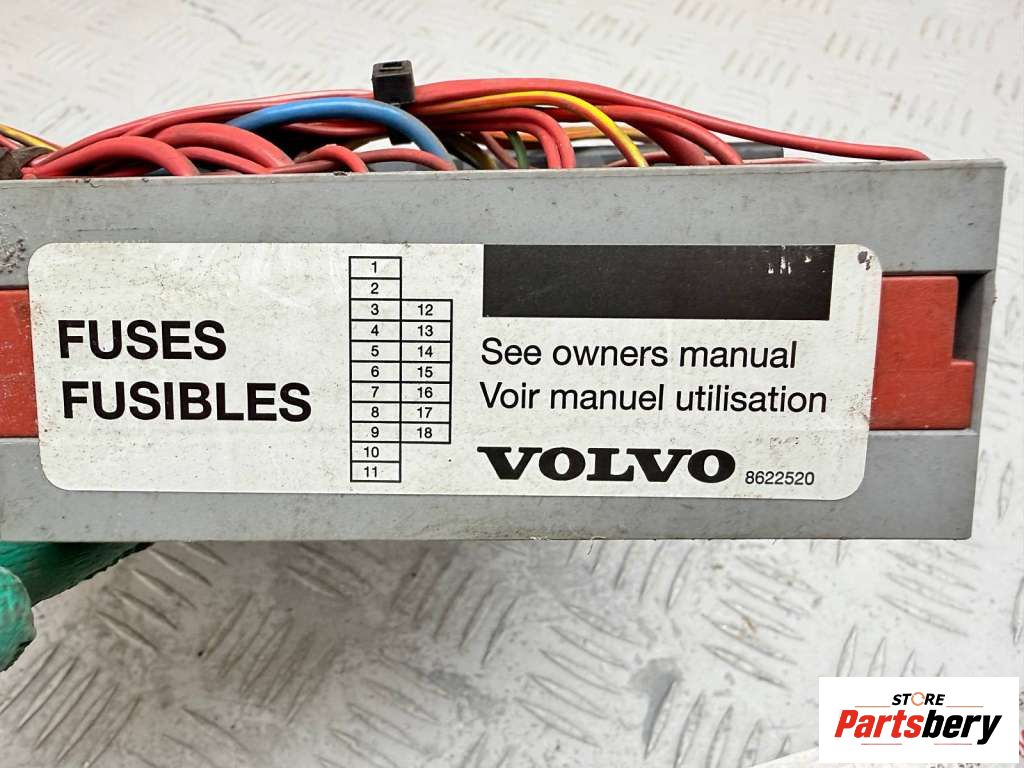 FUSES
FUSIBLES
1
2
3 12
4 13
5 14
6 15
7 16
8 17
9 18
10
11
See owners manual
Voir manuel utilisation
VOLVO 8622520
STORE
Partsbery